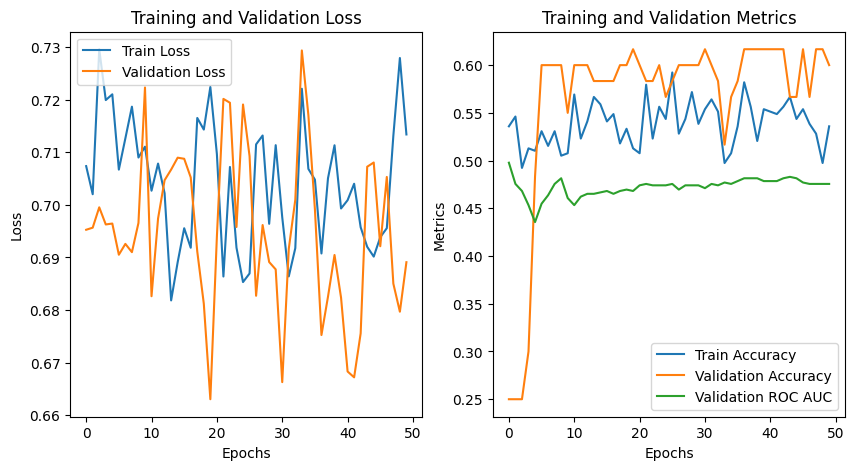 Training and Validation Loss
Train Loss
Validation Loss
0.73
0.72
0.71
0.70
0.69
0.68
0.67
0.66
Loss
0
10
20
30
40
50
Epochs
Training and Validation Metrics
0.60
0.55
0.50
0.45
0.40
0.35
0.30
0.25
Metrics
Train Accuracy
Validation Accuracy
Validation ROC AUC
0
10
20
30
40
50
Epochs